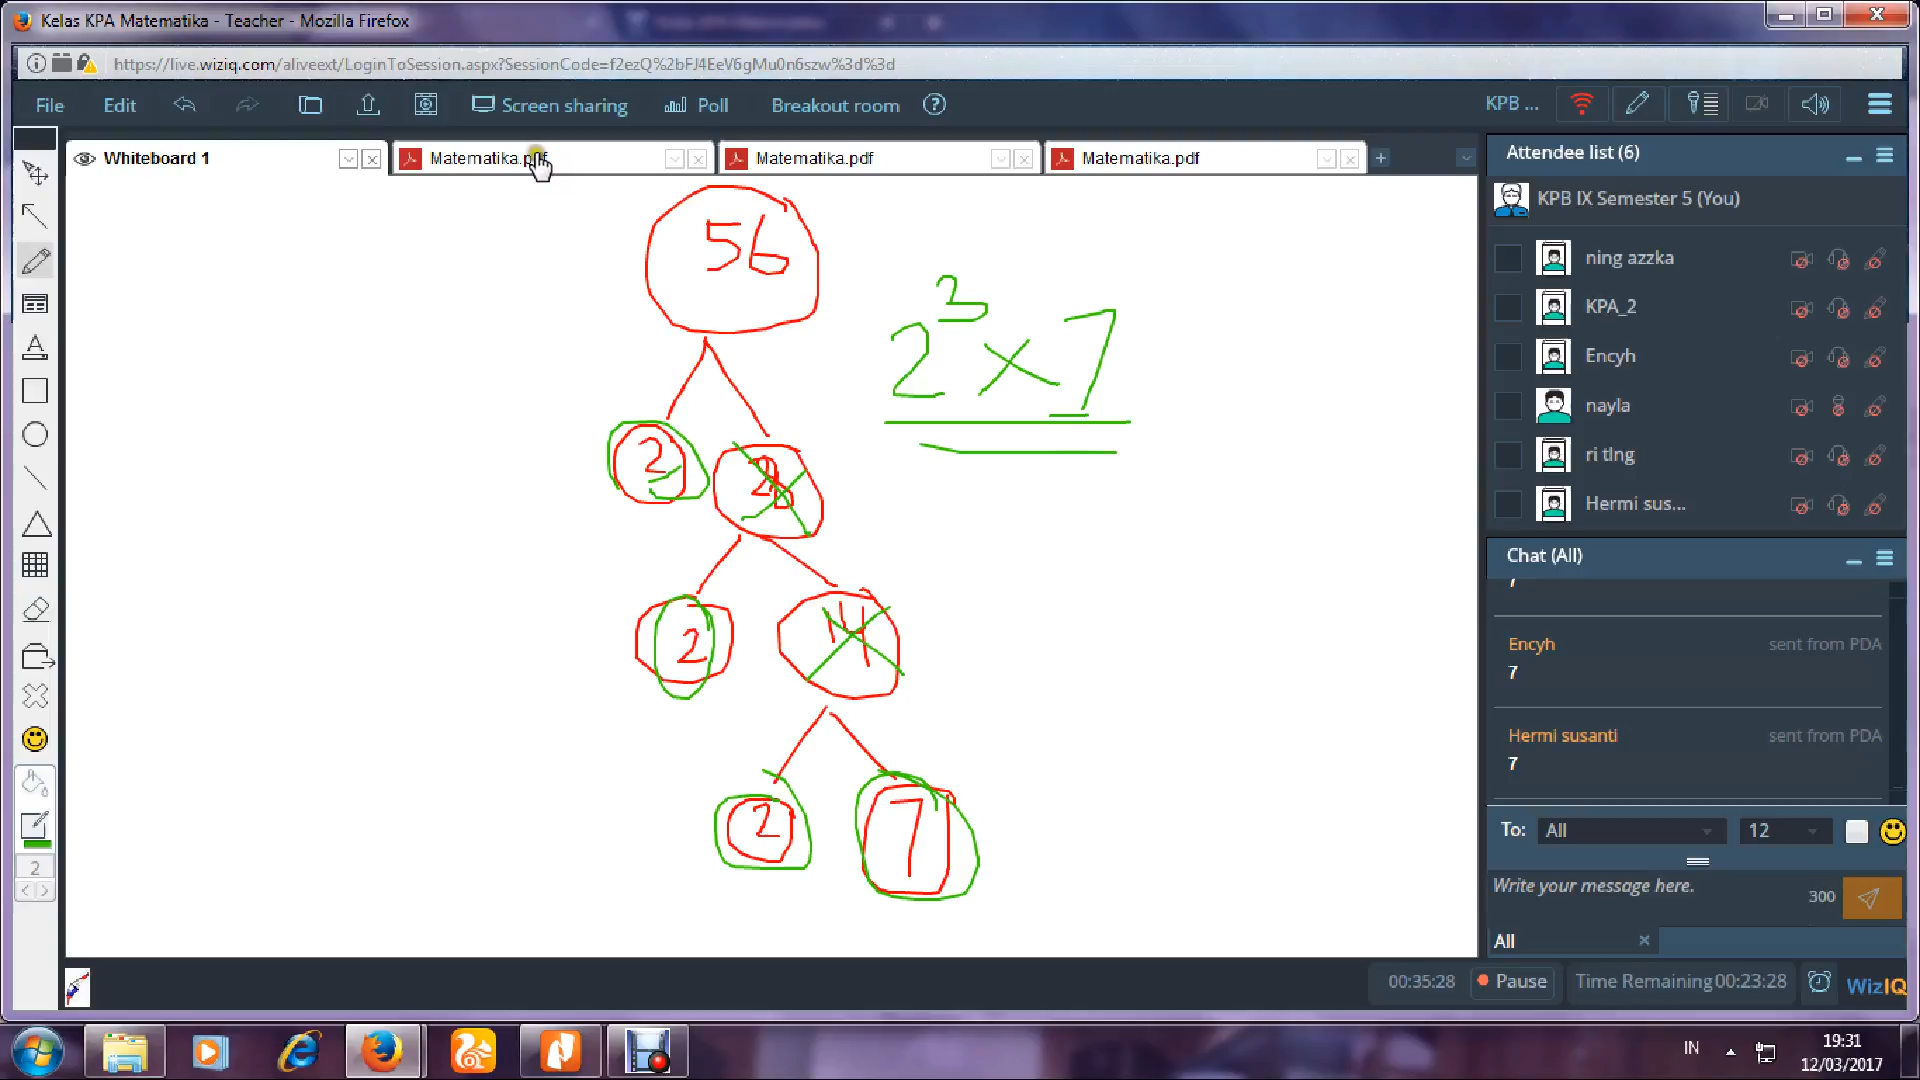 Kelas KPA Matematika - Teacher - Mozilla Firefox
https://live.wiziq.com/aliveext/LoginToSession.aspx?SessionCode=f2ezQ%2bFJ4EeV6gMu0n6szw%3d%3d
File Edit Screen sharing Poll Breakout room ? KPB ...
Whiteboard 1 Matematika.pdf Matematika.pdf Matematika.pdf +
56
2³ × 7
2
2 14
2 7
Attendee list (6)
KPB IX Semester 5 (You)
ning azzka
KPA_2
Encyh
nayla
ri tlng
Hermi sus...
Chat (All)
Encyh sent from PDA
7
Hermi susanti sent from PDA
7
To: All 12
Write your message here. 300
All
2
00:35:28 Pause Time Remaining 00:23:28 WizIQ
IN 19:31
12/03/2017